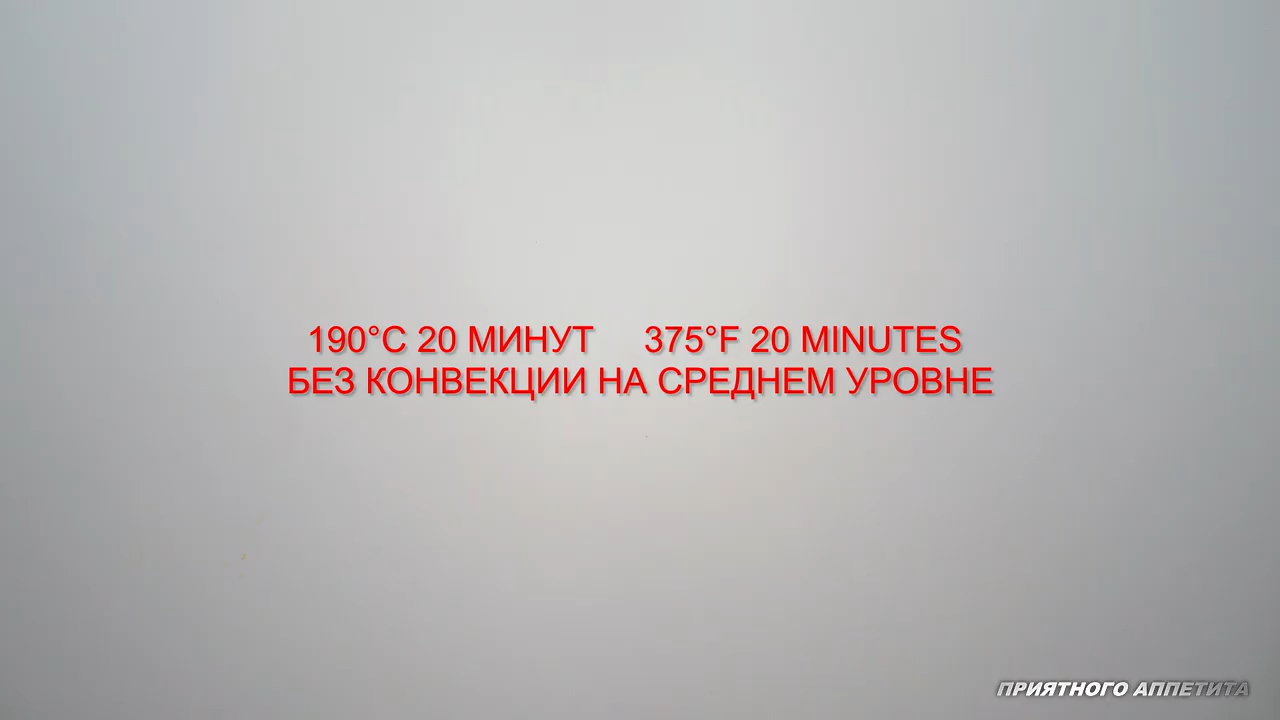 190°C 20 МИНУТ 375°F 20 MINUTES
БЕЗ КОНВЕКЦИИ НА СРЕДНЕМ УРОВНЕ
ПРИЯТНОГО АППЕТИТА